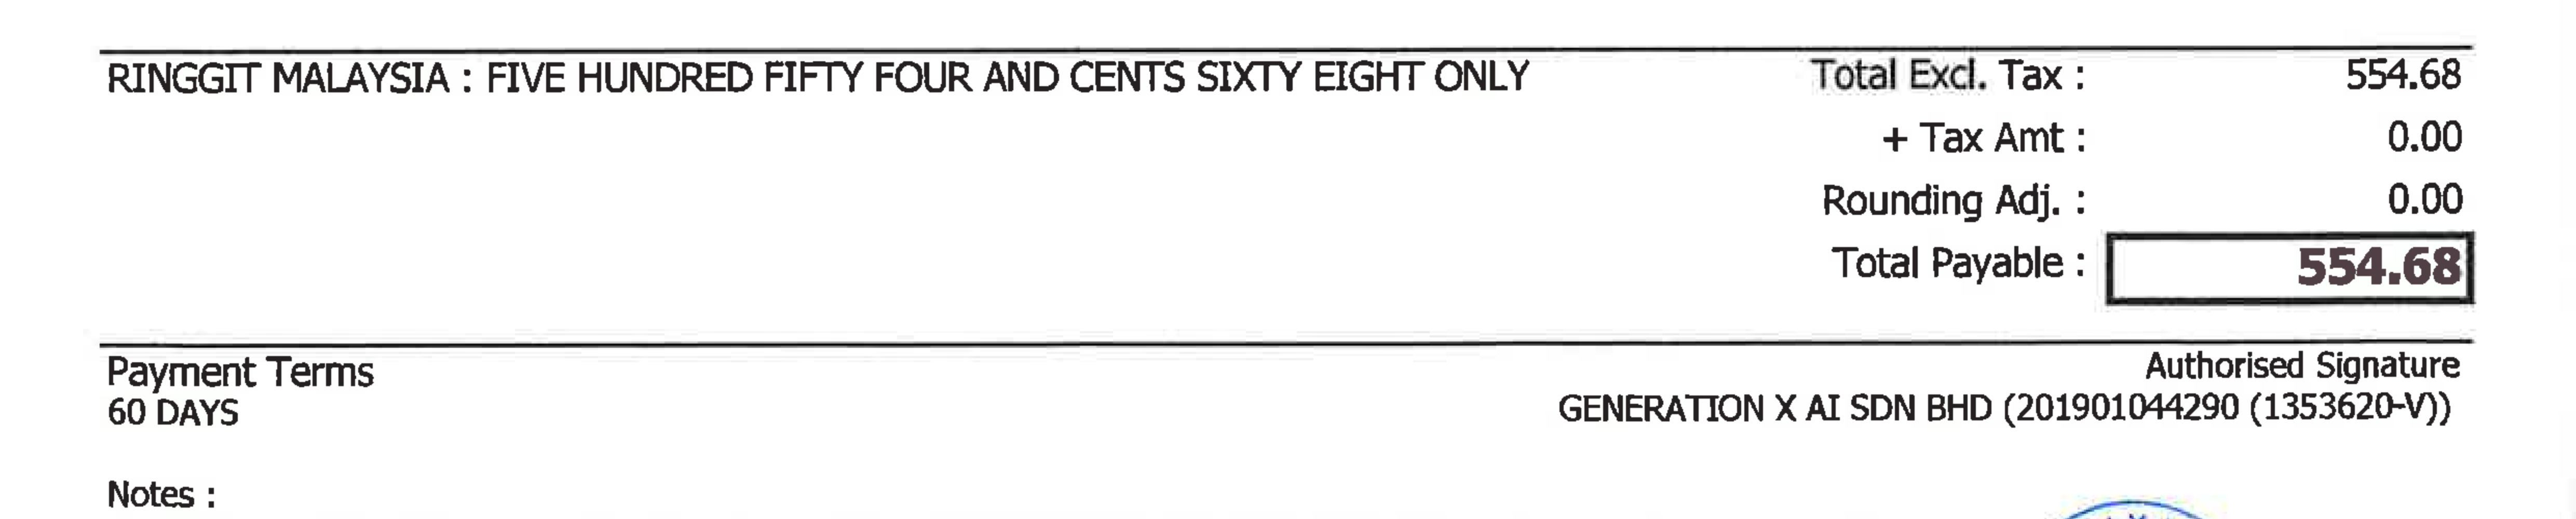 RINGGIT MALAYSIA : FIVE HUNDRED FIFTY FOUR AND CENTS SIXTY EIGHT ONLY
Total Excl. Tax : 554.68
+ Tax Amt : 0.00
Rounding Adj. : 0.00
Total Payable : 554.68
Payment Terms
60 DAYS
Authorised Signature
GENERATION X AI SDN BHD (201901044290 (1353620-V))
Notes :